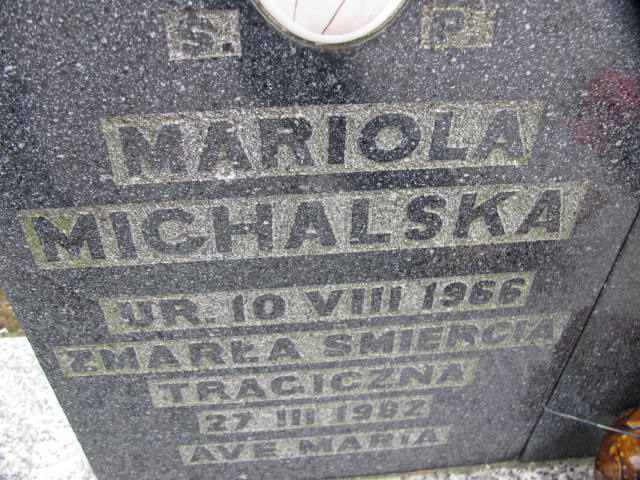 Ś. P.
MARIOLA
MICHALSKA
UR. 10 VIII 1966
ZMARŁA ŚMIERCIĄ
TRAGICZNĄ
27 III 1982
AVE MARIA